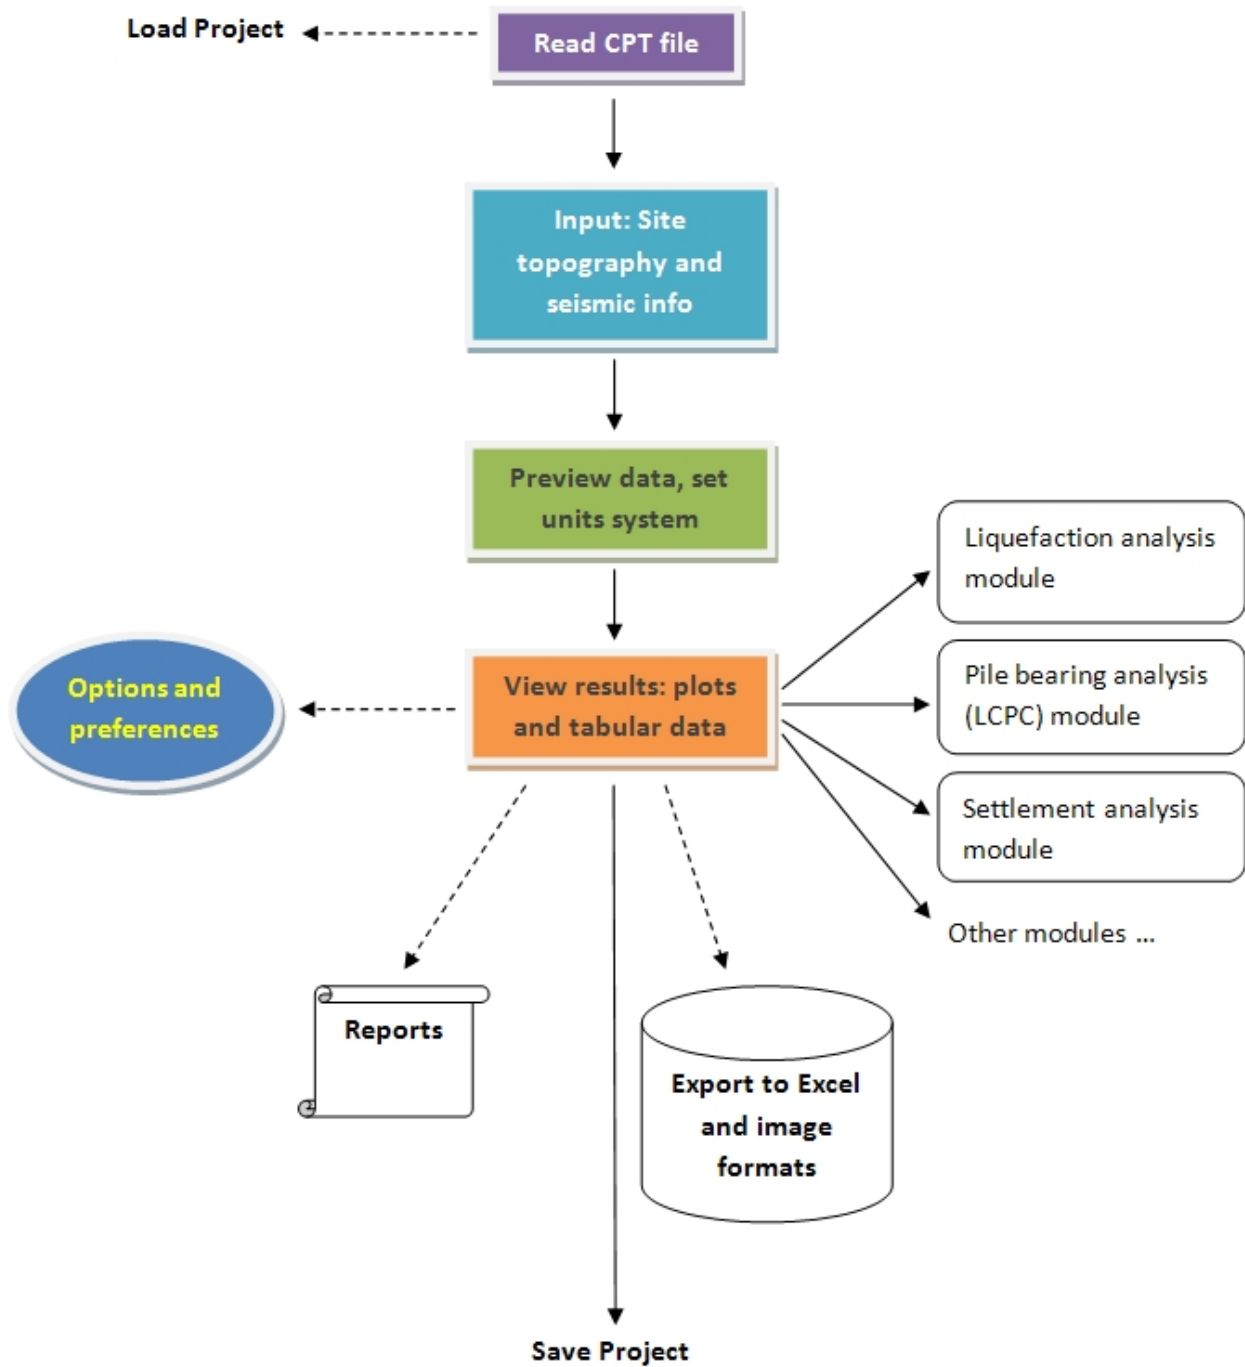 Load Project
Read CPT file
Input: Site
topography and
seismic info
Preview data, set
units system
Liquefaction analysis
module
Options and
preferences
View results: plots
and tabular data
Pile bearing analysis
(LCPC) module
Settlement analysis
module
Other modules ...
Reports
Export to Excel
and image
formats
Save Project